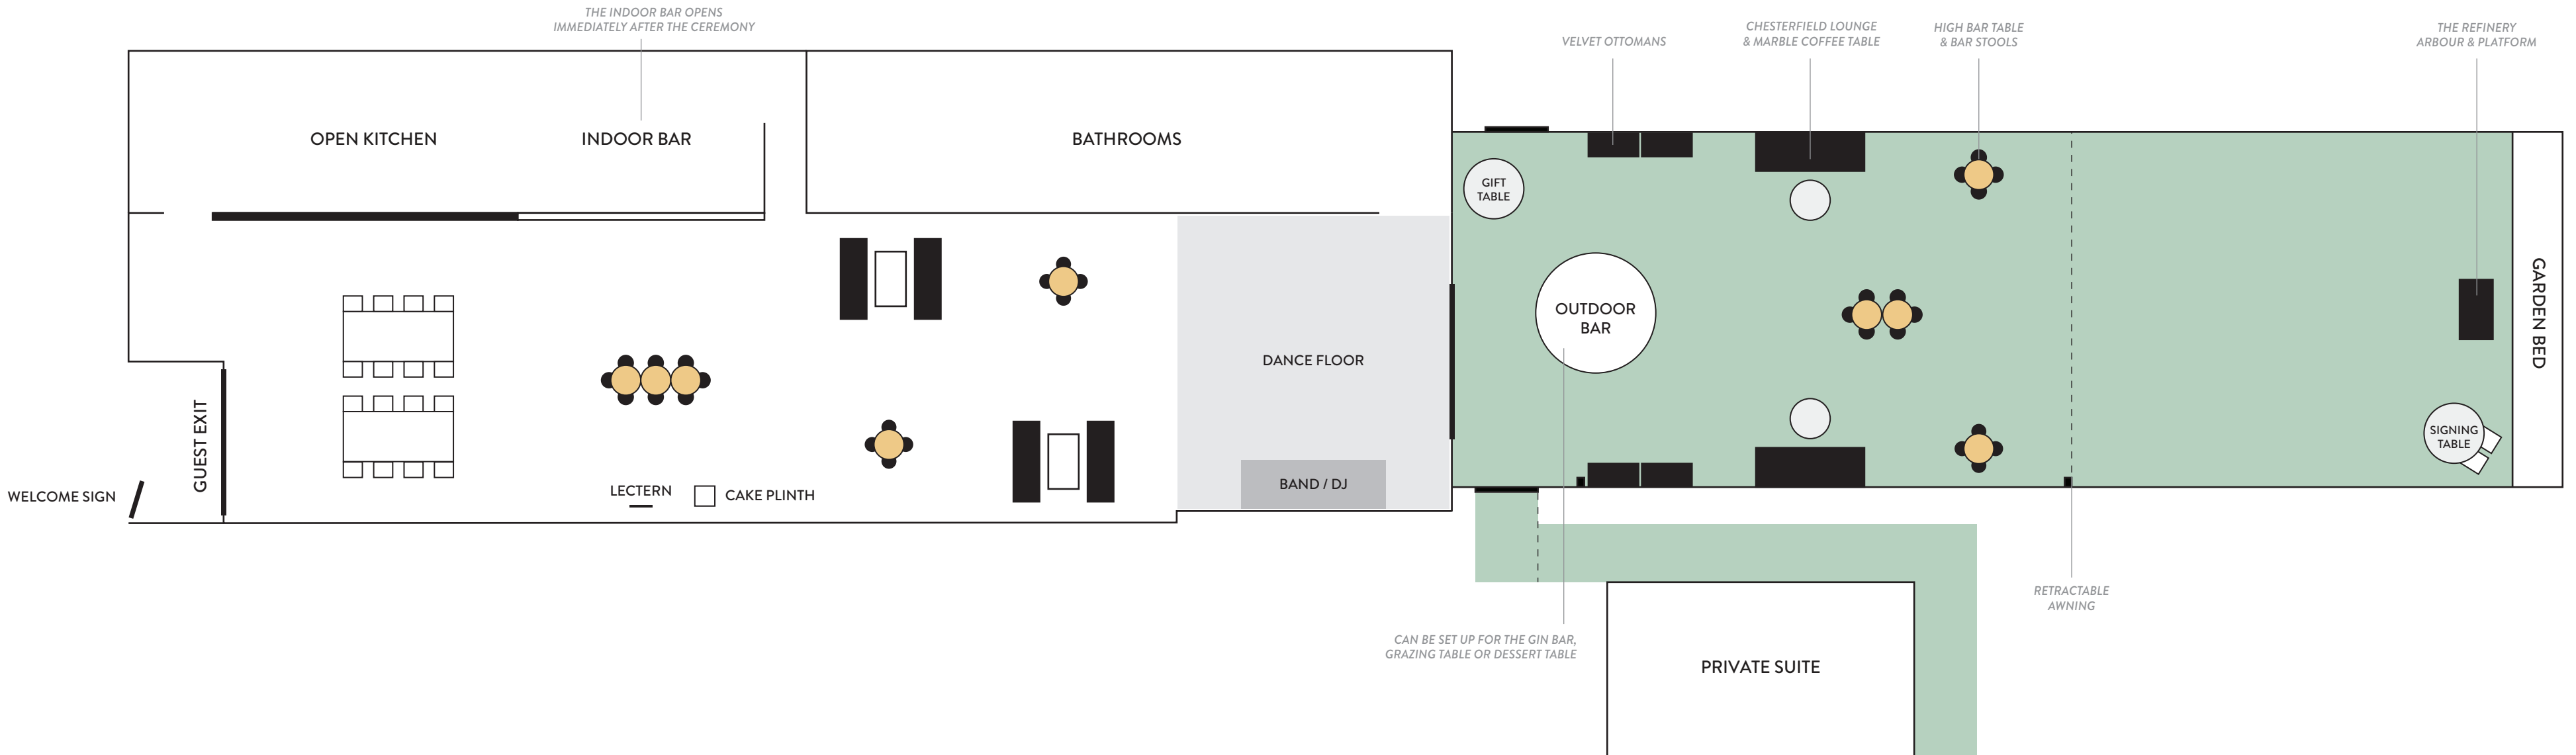 THE INDOOR BAR OPENS
IMMEDIATELY AFTER THE CEREMONY
VELVET OTTOMANS
CHESTERFIELD LOUNGE
& MARBLE COFFEE TABLE
HIGH BAR TABLE
& BAR STOOLS
THE REFINERY
ARBOUR & PLATFORM
OPEN KITCHEN
INDOOR BAR
BATHROOMS
GIFT
TABLE
OUTDOOR
BAR
DANCE FLOOR
BAND / DJ
GARDEN BED
SIGNING
TABLE
GUEST EXIT
WELCOME SIGN
LECTERN
CAKE PLINTH
RETRACTABLE
AWNING
CAN BE SET UP FOR THE GIN BAR,
GRAZING TABLE OR DESSERT TABLE
PRIVATE SUITE